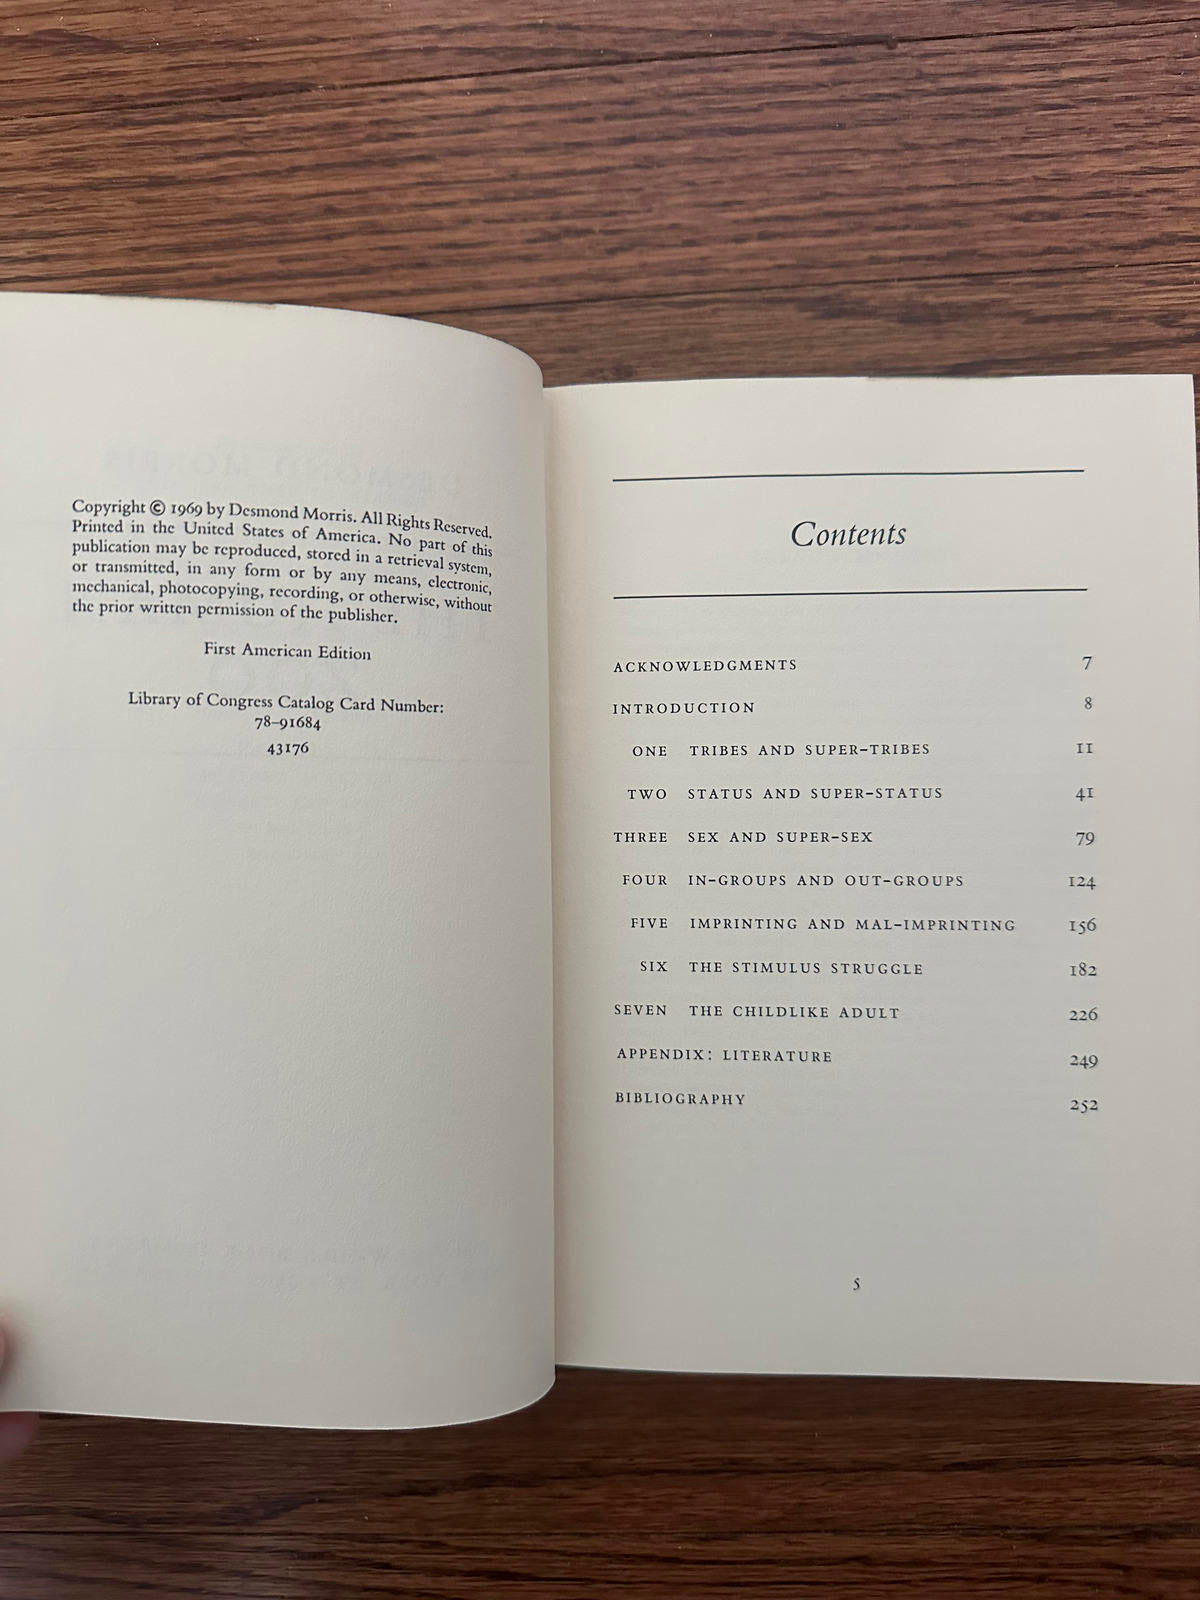 Copyright © 1969 by Desmond Morris. All Rights Reserved.
Printed in the United States of America. No part of this
publication may be reproduced, stored in a retrieval system,
or transmitted, in any form or by any means, electronic,
mechanical, photocopying, recording, or otherwise, without
the prior written permission of the publisher.
First American Edition
Library of Congress Catalog Card Number:
78–91684
43176
Contents
ACKNOWLEDGMENTS 7
INTRODUCTION 8
ONE TRIBES AND SUPER–TRIBES 11
TWO STATUS AND SUPER–STATUS 41
THREE SEX AND SUPER–SEX 79
FOUR IN–GROUPS AND OUT–GROUPS 124
FIVE IMPRINTING AND MAL–IMPRINTING 156
SIX THE STIMULUS STRUGGLE 182
SEVEN THE CHILDLIKE ADULT 226
APPENDIX: LITERATURE 249
BIBLIOGRAPHY 252
5